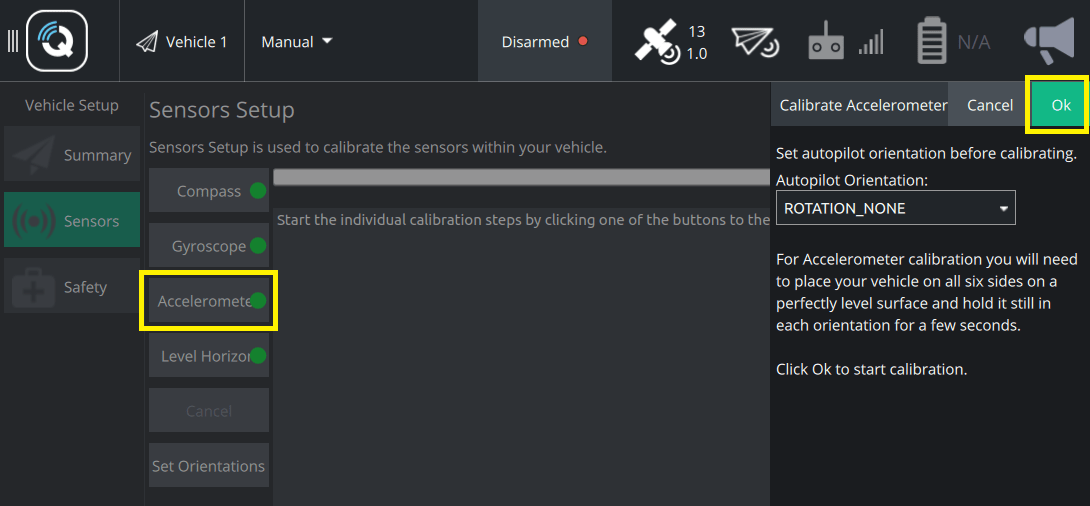 Vehicle 1
Manual
Disarmed
13
1.0
N/A
Vehicle Setup
Summary
Sensors
Safety
Sensors Setup
Sensors Setup is used to calibrate the sensors within your vehicle.
Compass
Gyroscope
Acceleromete
Level Horizon
Cancel
Set Orientations
Start the individual calibration steps by clicking one of the buttons to the
Calibrate Accelerometer
Cancel
Ok
Set autopilot orientation before calibrating.
Autopilot Orientation:
ROTATION_NONE
For Accelerometer calibration you will need
to place your vehicle on all six sides on a
perfectly level surface and hold it still in
each orientation for a few seconds.
Click Ok to start calibration.